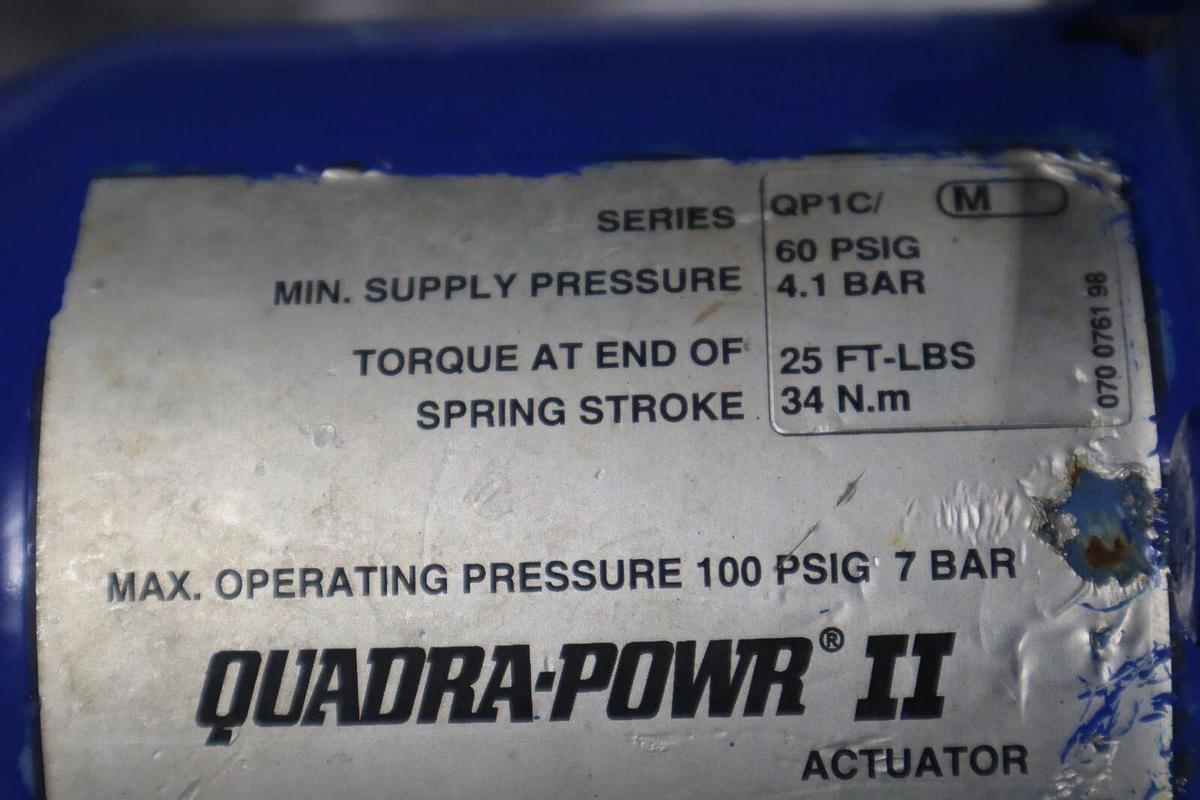 SERIES QP1C/ M
MIN. SUPPLY PRESSURE 60 PSIG
4.1 BAR
TORQUE AT END OF 25 FT-LBS
SPRING STROKE 34 N.m
070 0761 98
MAX. OPERATING PRESSURE 100 PSIG 7 BAR
QUADRA-POWR® II
ACTUATOR